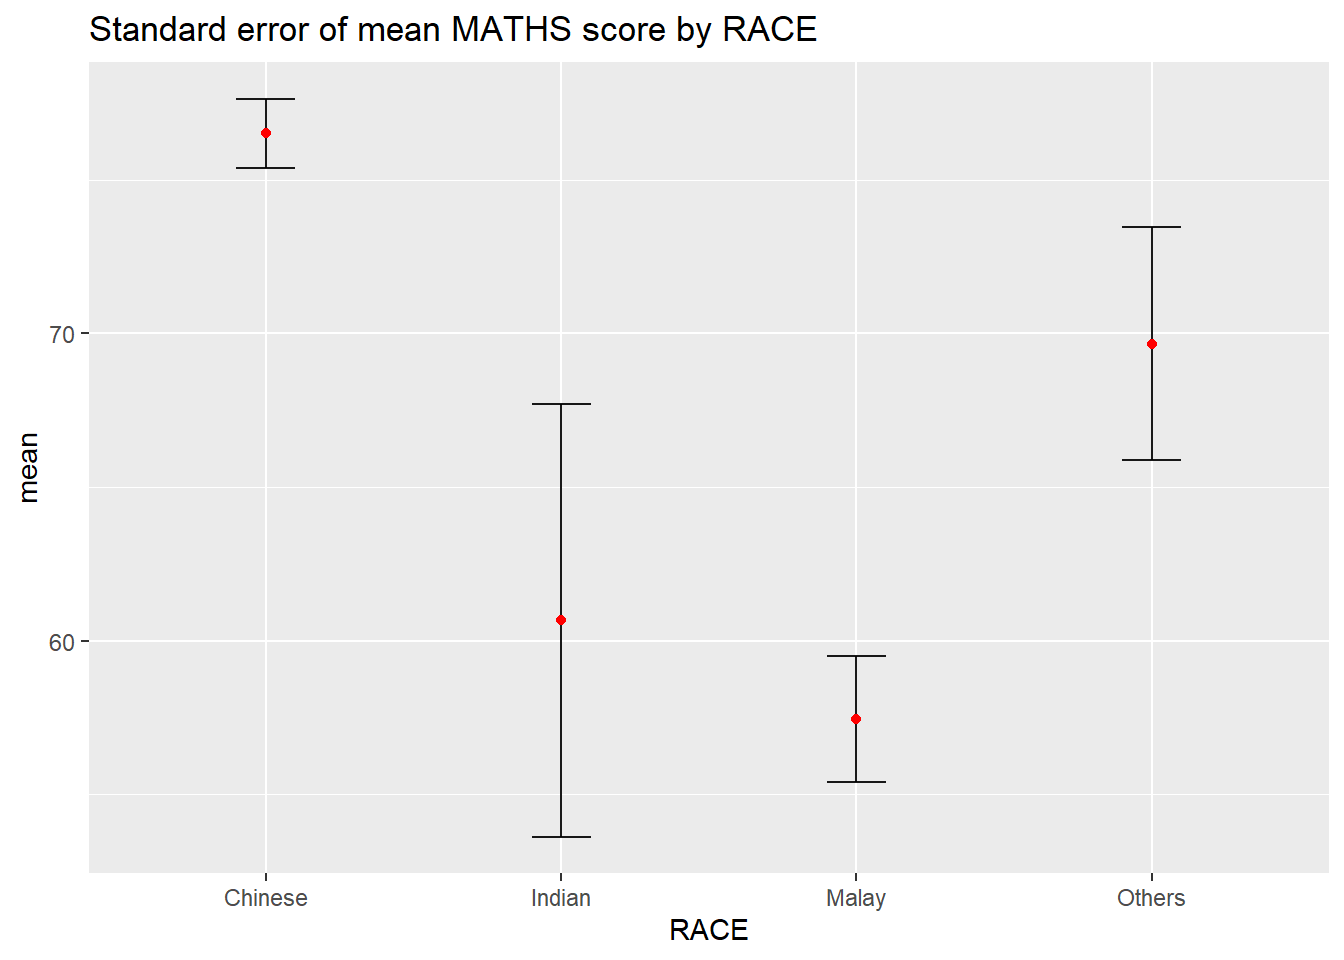 Standard error of mean MATHS score by RACE
mean
70
60
Chinese Indian Malay Others
RACE